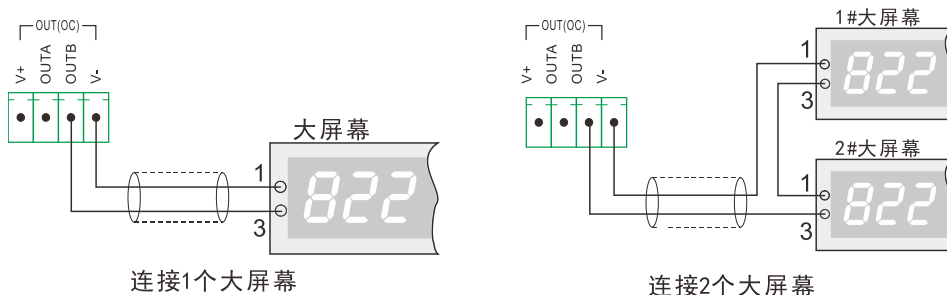 OUT(OC)
V+
OUTA
OUTB
V-
大屏幕
1
3
822
连接1个大屏幕
OUT(OC)
V+
OUTA
OUTB
V-
1#大屏幕
1
3
822
2#大屏幕
1
3
822
连接2个大屏幕